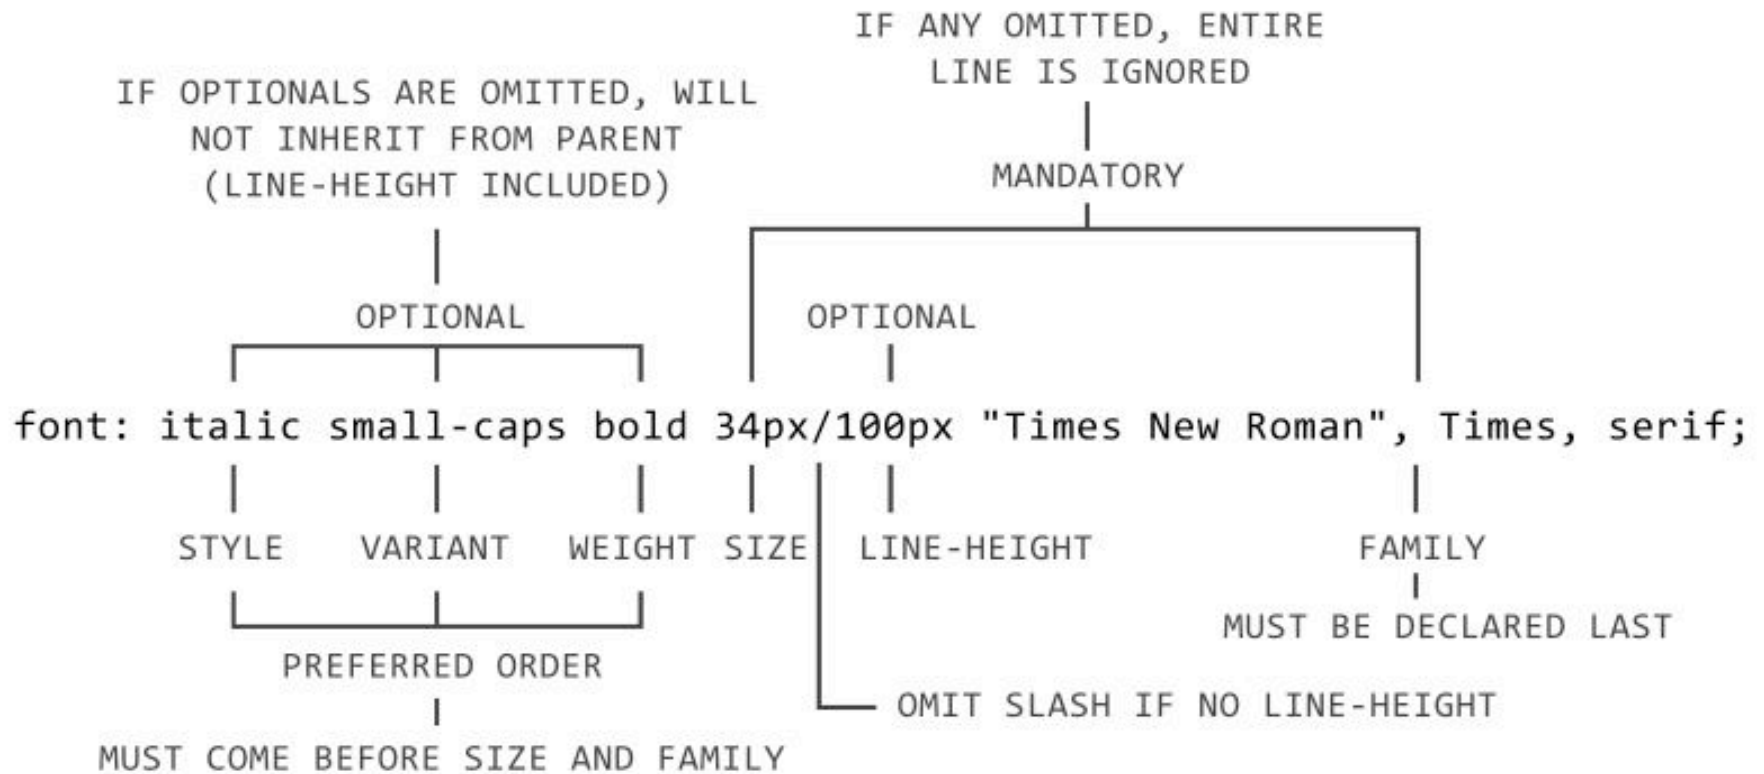 IF ANY OMITTED, ENTIRE
LINE IS IGNORED
IF OPTIONALS ARE OMITTED, WILL
NOT INHERIT FROM PARENT
(LINE-HEIGHT INCLUDED)
MANDATORY
OPTIONAL
OPTIONAL
font: italic small-caps bold 34px/100px "Times New Roman", Times, serif;
STYLE
VARIANT
WEIGHT
SIZE
LINE-HEIGHT
FAMILY
MUST BE DECLARED LAST
PREFERRED ORDER
OMIT SLASH IF NO LINE-HEIGHT
MUST COME BEFORE SIZE AND FAMILY